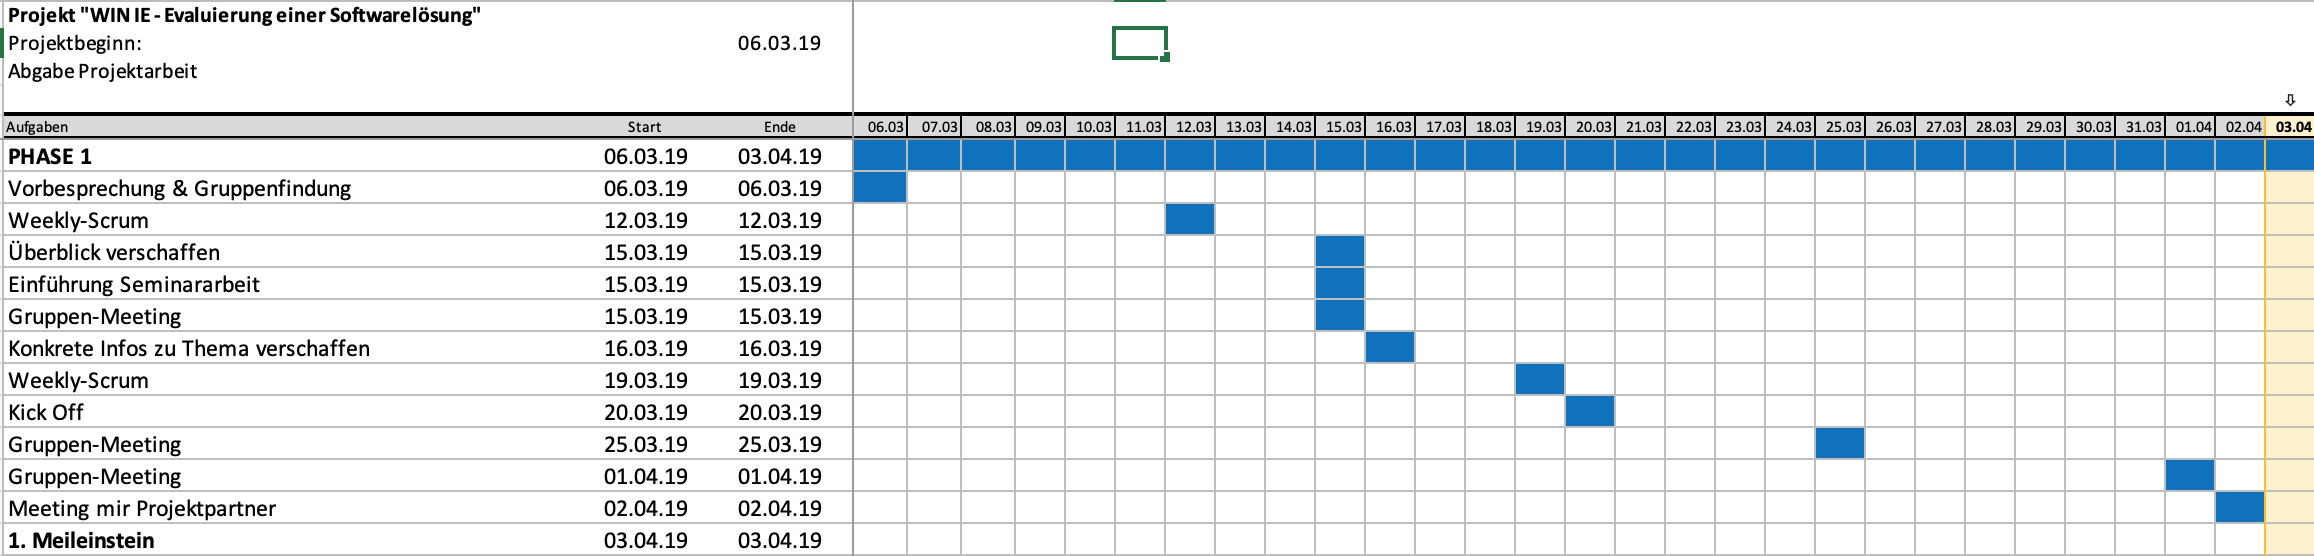 Projekt "WIN IE - Evaluierung einer Softwarelösung"
Projektbeginn: 06.03.19
Abgabe Projektarbeit
⇩
Aufgaben Start Ende 06.03 07.03 08.03 09.03 10.03 11.03 12.03 13.03 14.03 15.03 16.03 17.03 18.03 19.03 20.03 21.03 22.03 23.03 24.03 25.03 26.03 27.03 28.03 29.03 30.03 31.03 01.04 02.04 03.04
PHASE 1 06.03.19 03.04.19
Vorbesprechung & Gruppenfindung 06.03.19 06.03.19
Weekly-Scrum 12.03.19 12.03.19
Überblick verschaffen 15.03.19 15.03.19
Einführung Seminararbeit 15.03.19 15.03.19
Gruppen-Meeting 15.03.19 15.03.19
Konkrete Infos zu Thema verschaffen 16.03.19 16.03.19
Weekly-Scrum 19.03.19 19.03.19
Kick Off 20.03.19 20.03.19
Gruppen-Meeting 25.03.19 25.03.19
Gruppen-Meeting 01.04.19 01.04.19
Meeting mir Projektpartner 02.04.19 02.04.19
1. Meileinstein 03.04.19 03.04.19